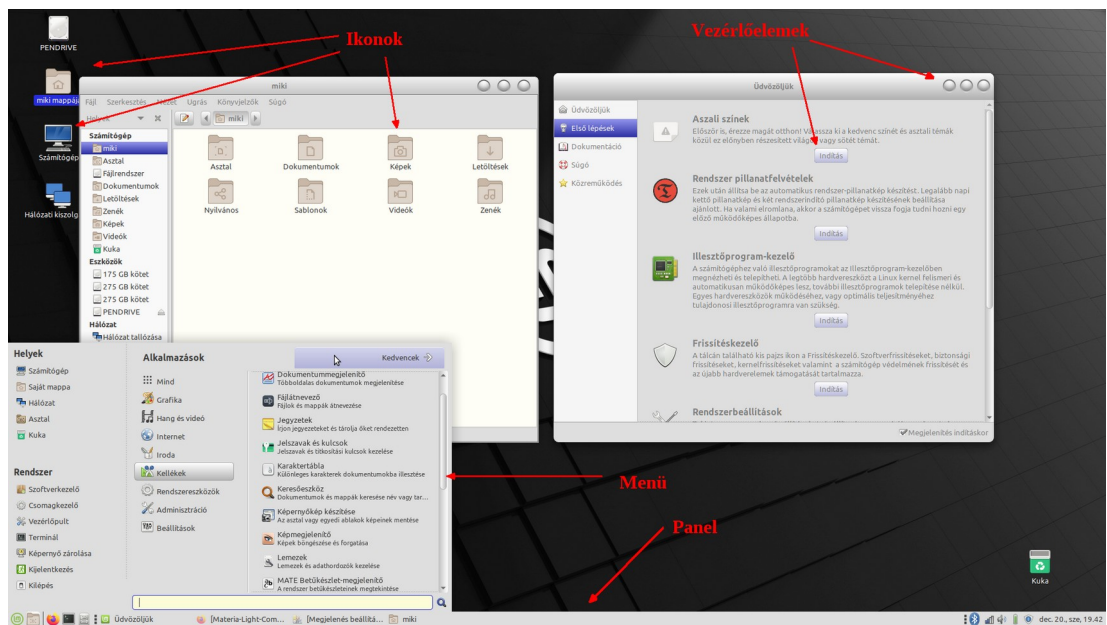 PENDRIVE
miki mappája
Számítógép
Hálózati kiszolg
Ikonok
Vezérlőelemek
miki
Fájl Szerkesztés Nézet Ugrás Könyvjelzők Súgó
Helyek
miki
Számítógép
miki
Asztal
Fájlrendszer
Dokumentumok
Letöltések
Zenék
Képek
Videók
Kuka
Eszközök
175 GB kötet
275 GB kötet
275 GB kötet
PENDRIVE
Hálózat
Hálózat tallózása
Asztal
Dokumentumok
Képek
Letöltések
Nyilvános
Sablonok
Videók
Zenék
Üdvözöljük
Üdvözöljük
Első lépések
Dokumentáció
Súgó
Közreműködés
Asztali színek
Először is, érezze magát otthon! Válassza ki a kedvenc színét és asztali témák
közül ez előnyben részesített világos vagy sötét témát.
Indítás
Rendszer pillanatfelvételek
Ezek után állítsa be az automatikus rendszer-pillanatkép készítést. Legalább napi
kettő pillanatkép és két rendszerindító pillanatkép készítésének beállítása
ajánlott. Ha valami elromlana, akkor a számítógépet vissza fogja tudni hozni egy
előző működőképes állapotba.
Indítás
Illesztőprogram-kezelő
A számítógéphez való illesztőprogramokat az Illesztőprogram-kezelőben
megnézheti és telepítheti. A legtöbb hardvereszközt a Linux kernel felismeri és
automatikusan működőképes lesz, további illesztőprogramok telepítése nélkül.
Egyes hardvereszközök működéséhez, vagy optimális teljesítményéhez
tulajdonosi illesztőprogramra van szükség.
Indítás
Frissítéskezelő
A tálcán található kis pajzs ikon a Frissítéskezelő. Szoftverfrissítéseket, biztonsági
frissítéseket, kernelfrissítéseket valamint a számítógép védelmének frissítését és
az újabb hardverelemek támogatását tartalmazza.
Indítás
Rendszerbeállítások
Megjelenítés indításkor
Helyek
Számítógép
Saját mappa
Hálózat
Asztal
Kuka
Rendszer
Szoftverkezelő
Csomagkezelő
Vezérlőpult
Terminál
Képernyő zárolása
Kijelentkezés
Kilépés
Alkalmazások
Kedvencek
Mind
Grafika
Hang és videó
Internet
Iroda
Kellékek
Rendszereszközök
Adminisztráció
Beállítások
Dokumentummegjelenítő
Többoldalas dokumentumok megjelenítése
Fájlátnevező
Fájlok és mappák átnevezése
Jegyzetek
Írjon jegyezeteket és tárolja őket rendezetten
Jelszavak és kulcsok
Jelszavak és titkosítási kulcsok kezelése
Karaktertábla
Különleges karakterek dokumentumokba illesztése
Keresőeszköz
Dokumentumok és mappák keresése név vagy tar...
Képernyőkép készítése
Az asztal vagy egyedi ablakok képeinek mentése
Képmegjelenítő
Képek böngészése és forgatása
Lemezek
Lemezek és adathordozók kezelése
MATE Betűkészlet-megjelenítő
A rendszer betűkészleteinek megtekintése
Menü
Panel
Kuka
Üdvözöljük
[Materia-Light-Com...
[Megjelenés beállítá...
miki
dec. 20., sze, 19.42